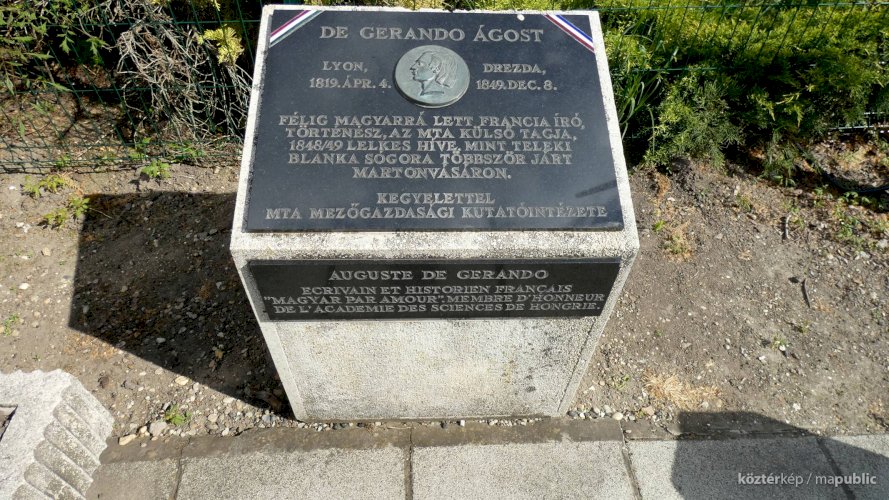 DE GERANDO ÁGOST
LYON,
1819.ÁPR. 4.
DREZDA,
1849.DEC. 8.
FÉLIG MAGYARRÁ LETT FRANCIA ÍRÓ,
TÖRTÉNÉSZ, AZ MTA KÜLSŐ TAGJA,
1848/49 LELKES HÍVE, MINT TELEKI
BLANKA SÓGORA TÖBBSZÖR JÁRT
MARTONVÁSÁRON.
KEGYELETTEL
MTA MEZŐGAZDASÁGI KUTATÓINTÉZETE
AUGUSTE DE GERANDO
ECRIVAIN ET HISTORIEN FRANÇAIS
"MAGYAR PAR AMOUR". MEMBRE D'HONNEUR
DE L'ACADEMIE DES SCIENCES DE HONGRIE.
köztérkép / mapublic